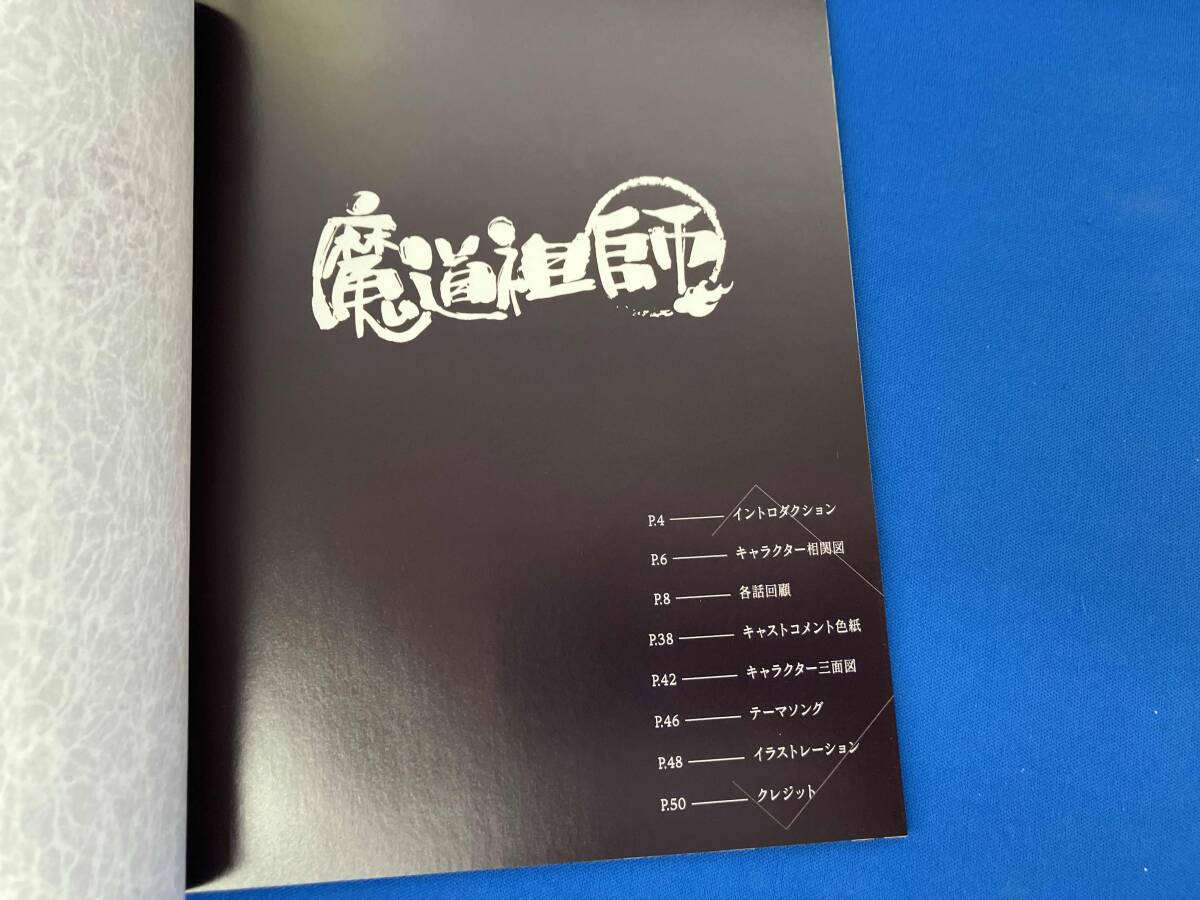 魔道祖師
P.4 イントロダクション
P.6 キャラクター相関図
P.8 各話回顧
P.38 キャストコメント色紙
P.42 キャラクター三面図
P.46 テーマソング
P.48 イラストレーション
P.50 クレジット